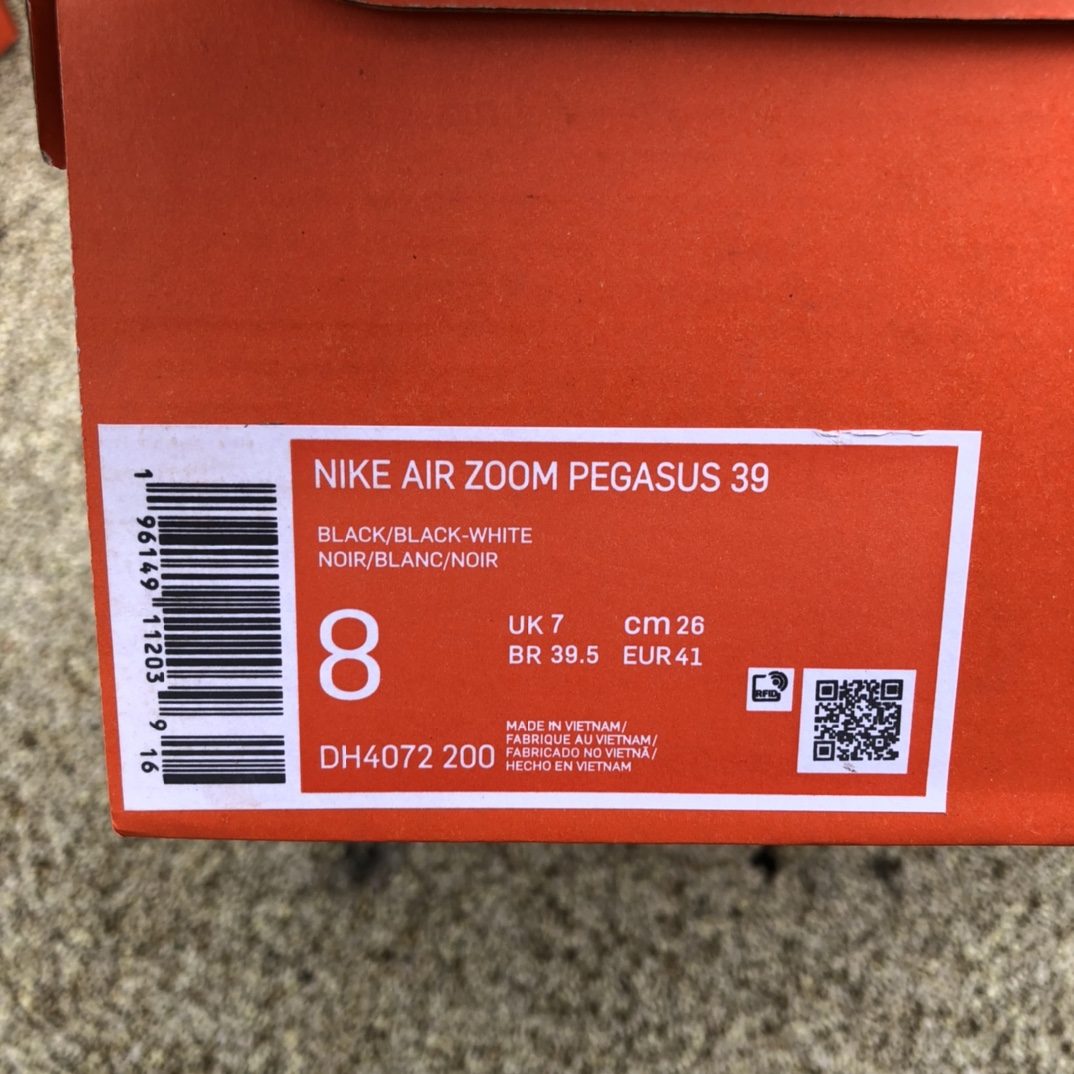 NIKE AIR ZOOM PEGASUS 39
BLACK/BLACK-WHITE
NOIR/BLANC/NOIR
8
UK 7 cm 26
BR 39.5 EUR 41
RFID
DH4072 200
MADE IN VIETNAM/
FABRIQUE AU VIETNAM/
FABRICADO NO VIETNÃ/
HECHO EN VIETNAM
1 96149 11203 9 16